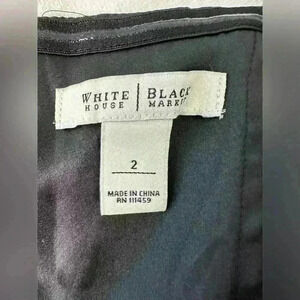 WHITE | BLACK
HOUSE | MARKET
2
MADE IN CHINA
RN 111459